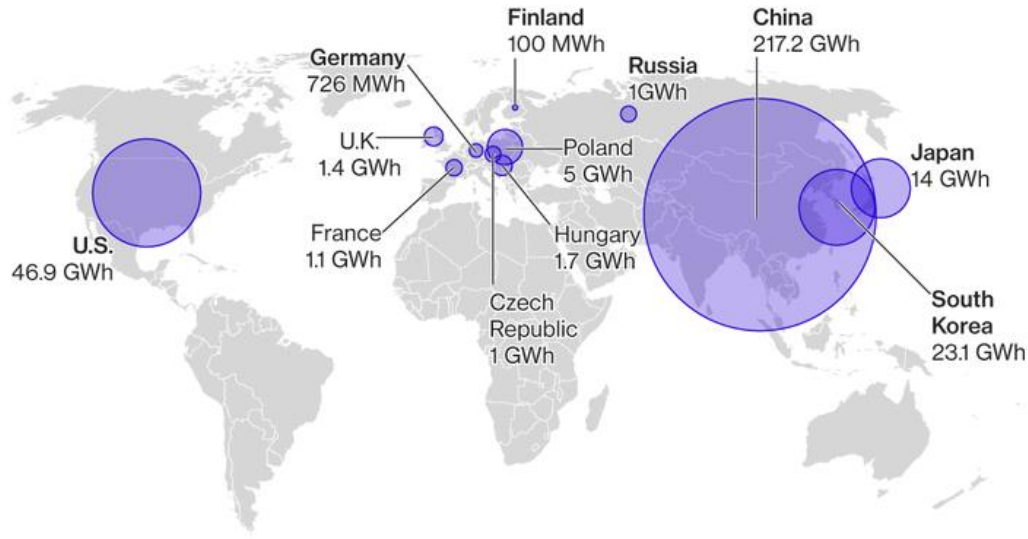 Finland
100 MWh
China
217.2 GWh
Germany
726 MWh
Russia
1GWh
U.K.
1.4 GWh
Poland
5 GWh
Japan
14 GWh
France
1.1 GWh
Hungary
1.7 GWh
U.S.
46.9 GWh
Czech
Republic
1 GWh
South
Korea
23.1 GWh